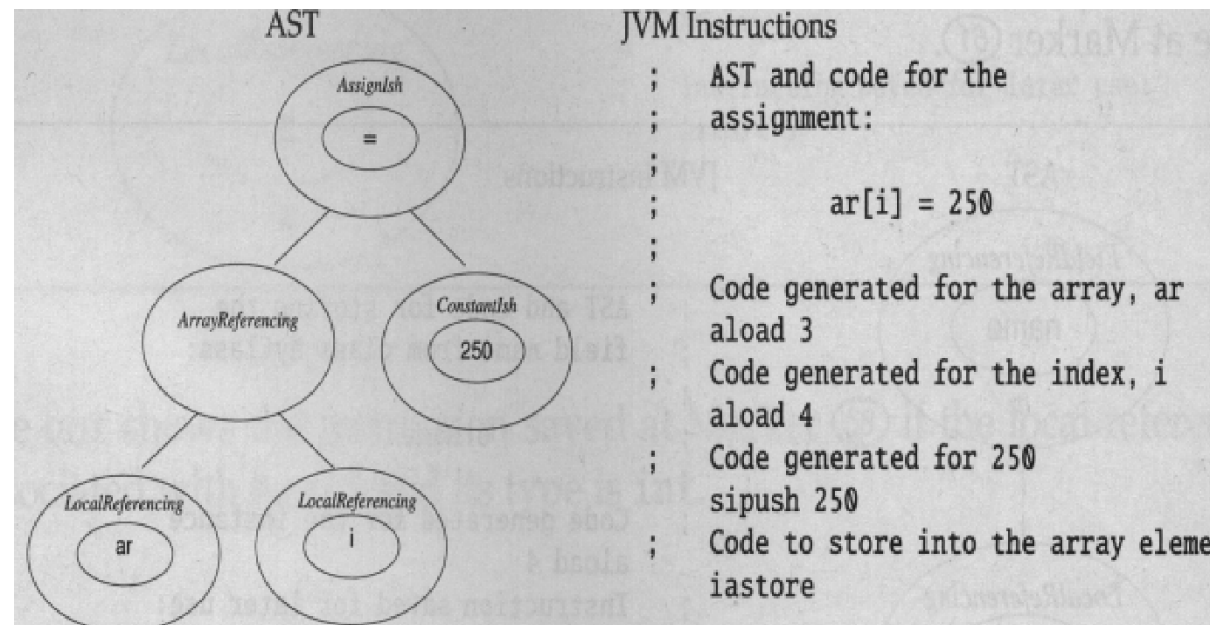 AST
JVM Instructions
AssignIsh
=
ArrayReferencing
ConstantIsh
250
LocalReferencing
ar
LocalReferencing
i
; AST and code for the
; assignment:
;
; ar[i] = 250
;
; Code generated for the array, ar
aload 3
; Code generated for the index, i
aload 4
; Code generated for 250
sipush 250
; Code to store into the array eleme
iastore